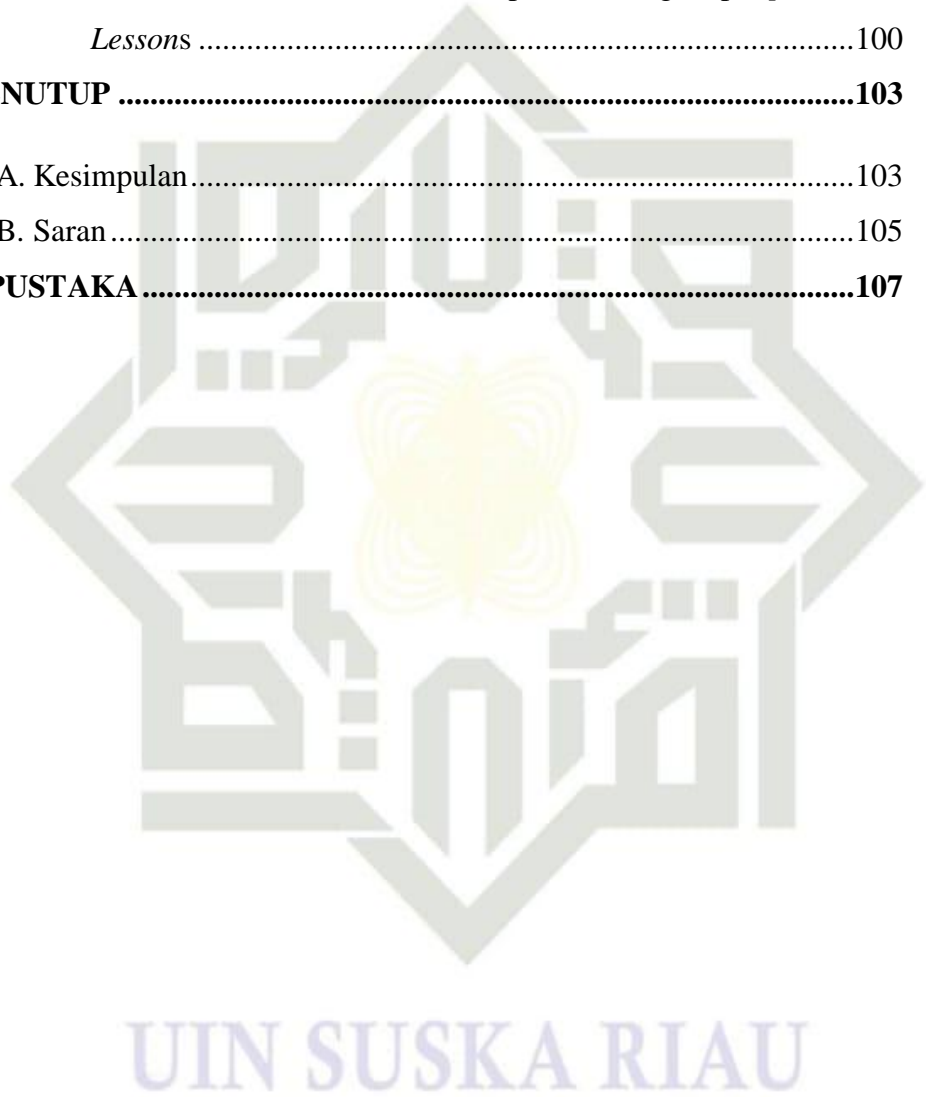 Lessons ....................................................................................100
NUTUP ............................................................................................103
A. Kesimpulan...................................................................................103
B. Saran.............................................................................................105
PUSTAKA.........................................................................................107
UIN SUSKA RIAU